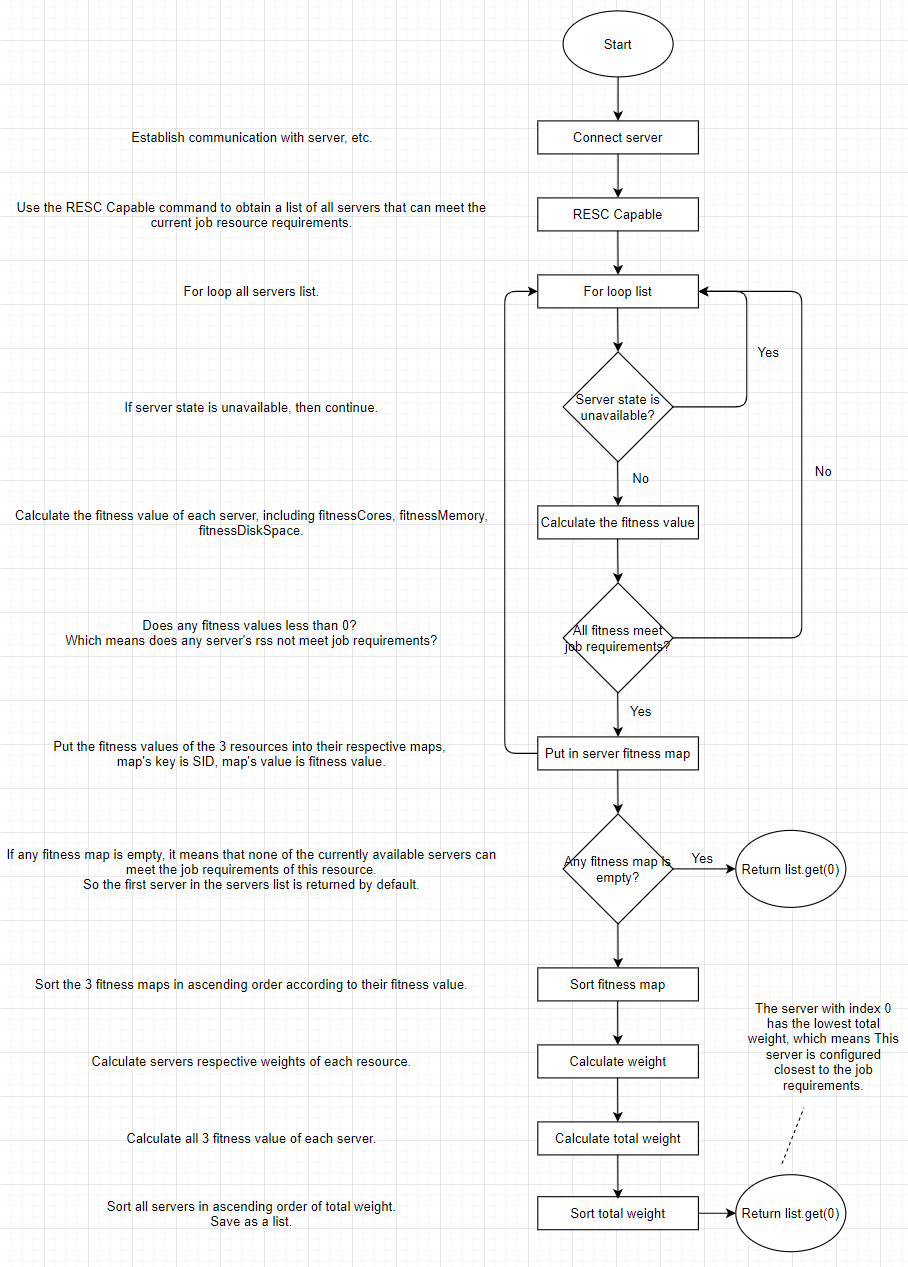 Start
Establish communication with server, etc.
Connect server
Use the RESC Capable command to obtain a list of all servers that can meet the
current job resource requirements.
RESC Capable
For loop all servers list.
For loop list
Yes
If server state is unavailable, then continue.
Server state is
unavailable?
No
No
Calculate the fitness value of each server, including fitnessCores, fitnessMemory,
fitnessDiskSpace.
Calculate the fitness value
Does any fitness values less than 0?
Which means does any server's rss not meet job requirements?
All fitness meet
job requirements?
Yes
Put the fitness values of the 3 resources into their respective maps,
map's key is SID, map's value is fitness value.
Put in server fitness map
If any fitness map is empty, it means that none of the currently available servers can
meet the job requirements of this resource.
So the first server in the servers list is returned by default.
Any fitness map is
empty?
Yes
Return list.get(0)
Sort the 3 fitness maps in ascending order according to their fitness value.
Sort fitness map
The server with index 0
has the lowest total
weight, which means This
server is configured
closest to the job
requirements.
Calculate servers respective weights of each resource.
Calculate weight
Calculate all 3 fitness value of each server.
Calculate total weight
Sort all servers in ascending order of total weight.
Save as a list.
Sort total weight
Return list.get(0)